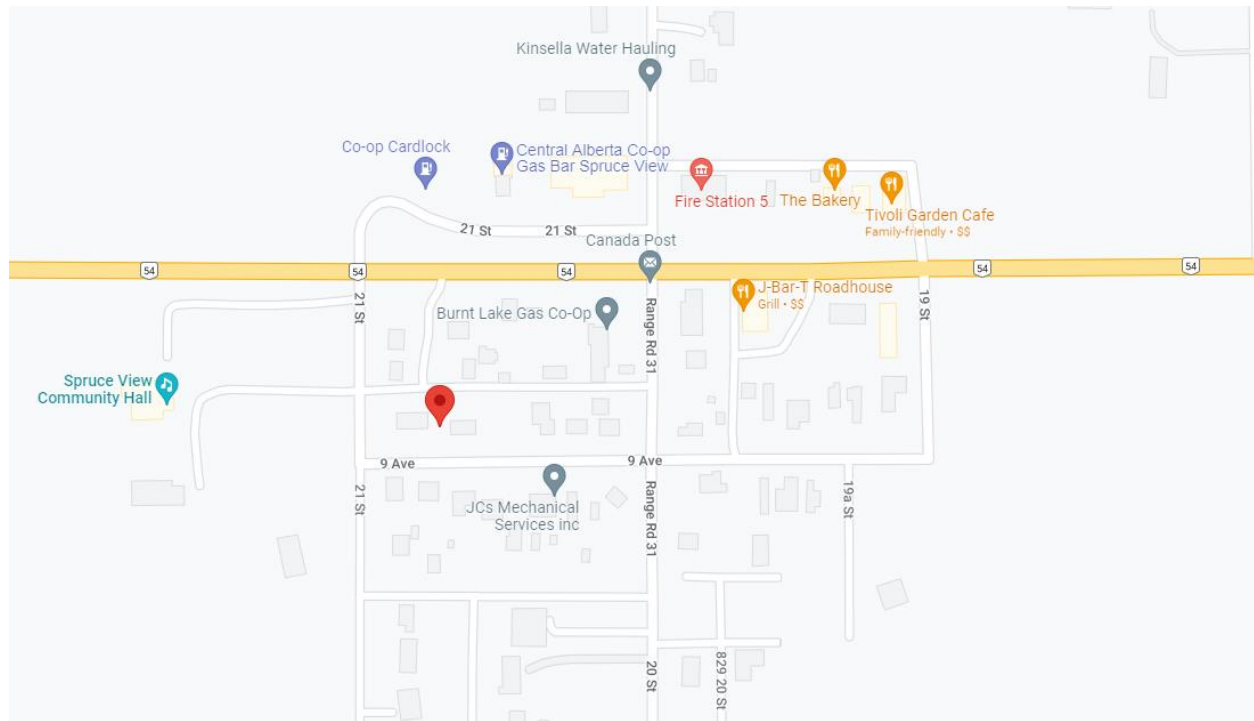 Kinsella Water Hauling
Co-op Cardlock
Central Alberta Co-op
Gas Bar Spruce View
Fire Station 5
The Bakery
Tivoli Garden Cafe
Family-friendly • $$
21 St
21 St
Canada Post
54
54
54
54
54
J-Bar-T Roadhouse
Grill • $$
21 St
Burnt Lake Gas Co-Op
Range Rd 31
19 St
Spruce View
Community Hall
9 Ave
9 Ave
JCs Mechanical
Services inc
21 St
Range Rd 31
19a St
20 St
829 20 St